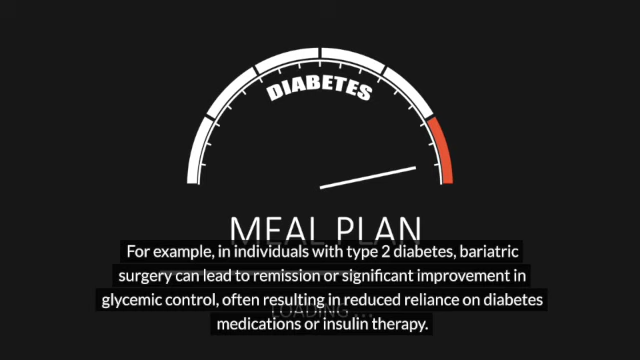 DIABETES
MEAL PLAN
For example, in individuals with type 2 diabetes, bariatric
surgery can lead to remission or significant improvement in
glycemic control, often resulting in reduced reliance on diabetes
LOADING...
medications or insulin therapy.